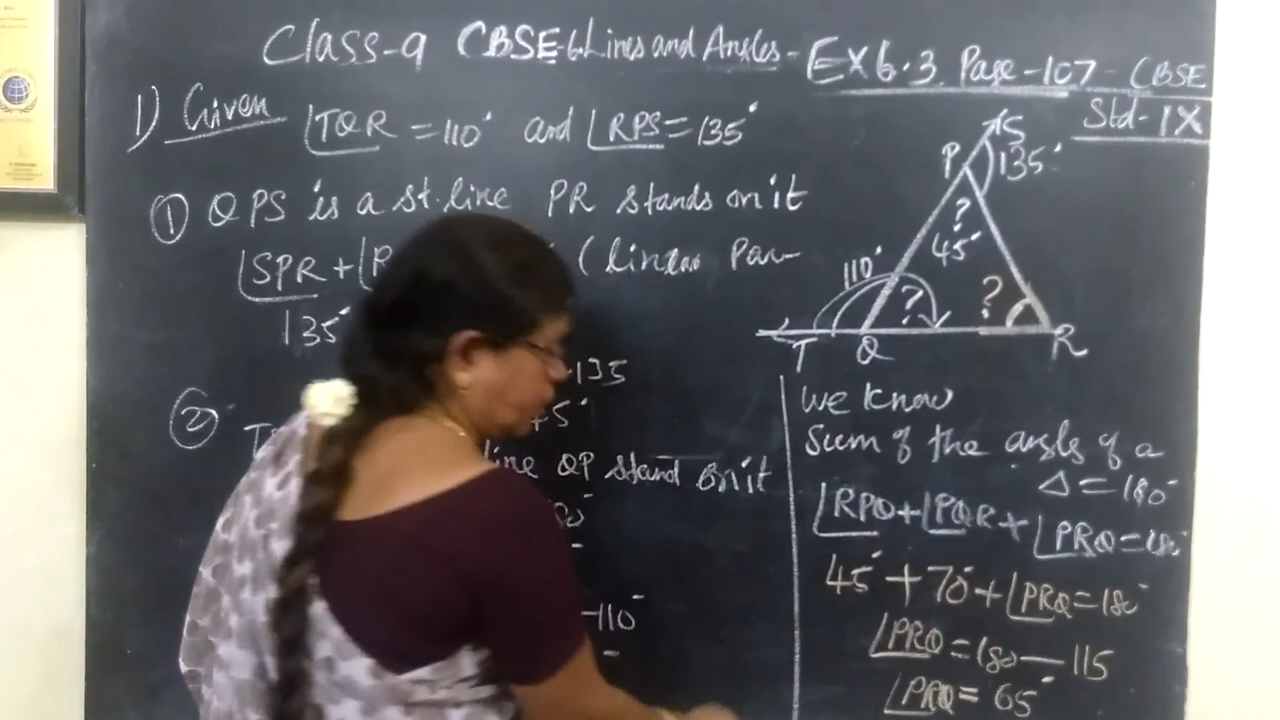 Class-9 CBSE-6.Lines and Angles - Ex 6.3 Page-107 - CBSE
Std-IX
1) Given ∠TQR = 110° and ∠RPS = 135°
① QPS is a st.line PR stands on it
∠SPR + ∠R ( linear Pair
135°
-135
45°
②
line QP stand on it
-110°
S
P
135°
?
45°
110°
?
?
T Q R
We know
Sum of the angle of a
Δ = 180°
∠RPQ + ∠PQR + ∠PRQ = 180°
45° + 70° + ∠PRQ = 180°
∠PRQ = 180 - 115
∠PRQ = 65°